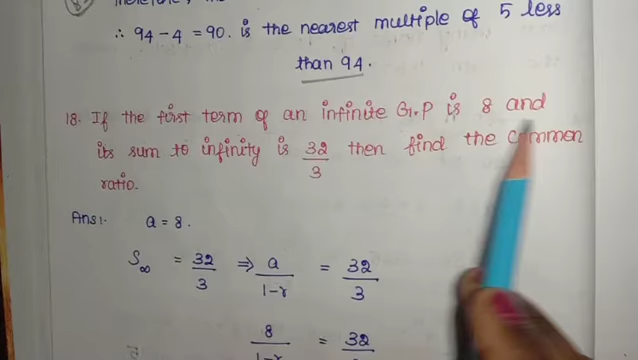 ∴ 94 - 4 = 90. is the nearest multiple of 5 less
than 94.
18. If the first term of an infinite G.P is 8 and
its sum to infinity is 32/3 then find the common
ratio.
Ans:- a = 8.
S∞ = 32/3 ⇒ a/1-r = 32/3
8/1-r = 32